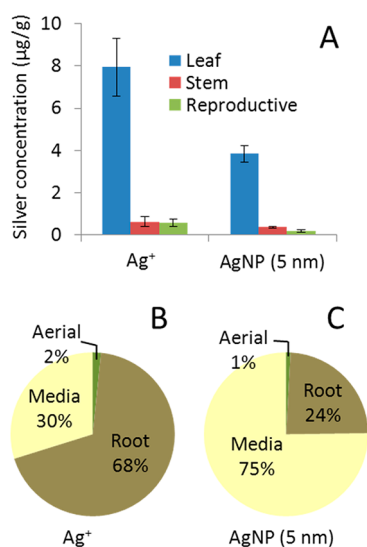 Silver concentration (µg/g)
10
8
6
4
2
0
A
Leaf
Stem
Reproductive
Ag⁺
AgNP (5 nm)
B
Aerial
2%
Media
30%
Root
68%
Ag⁺
C
Aerial
1%
Root
24%
Media
75%
AgNP (5 nm)